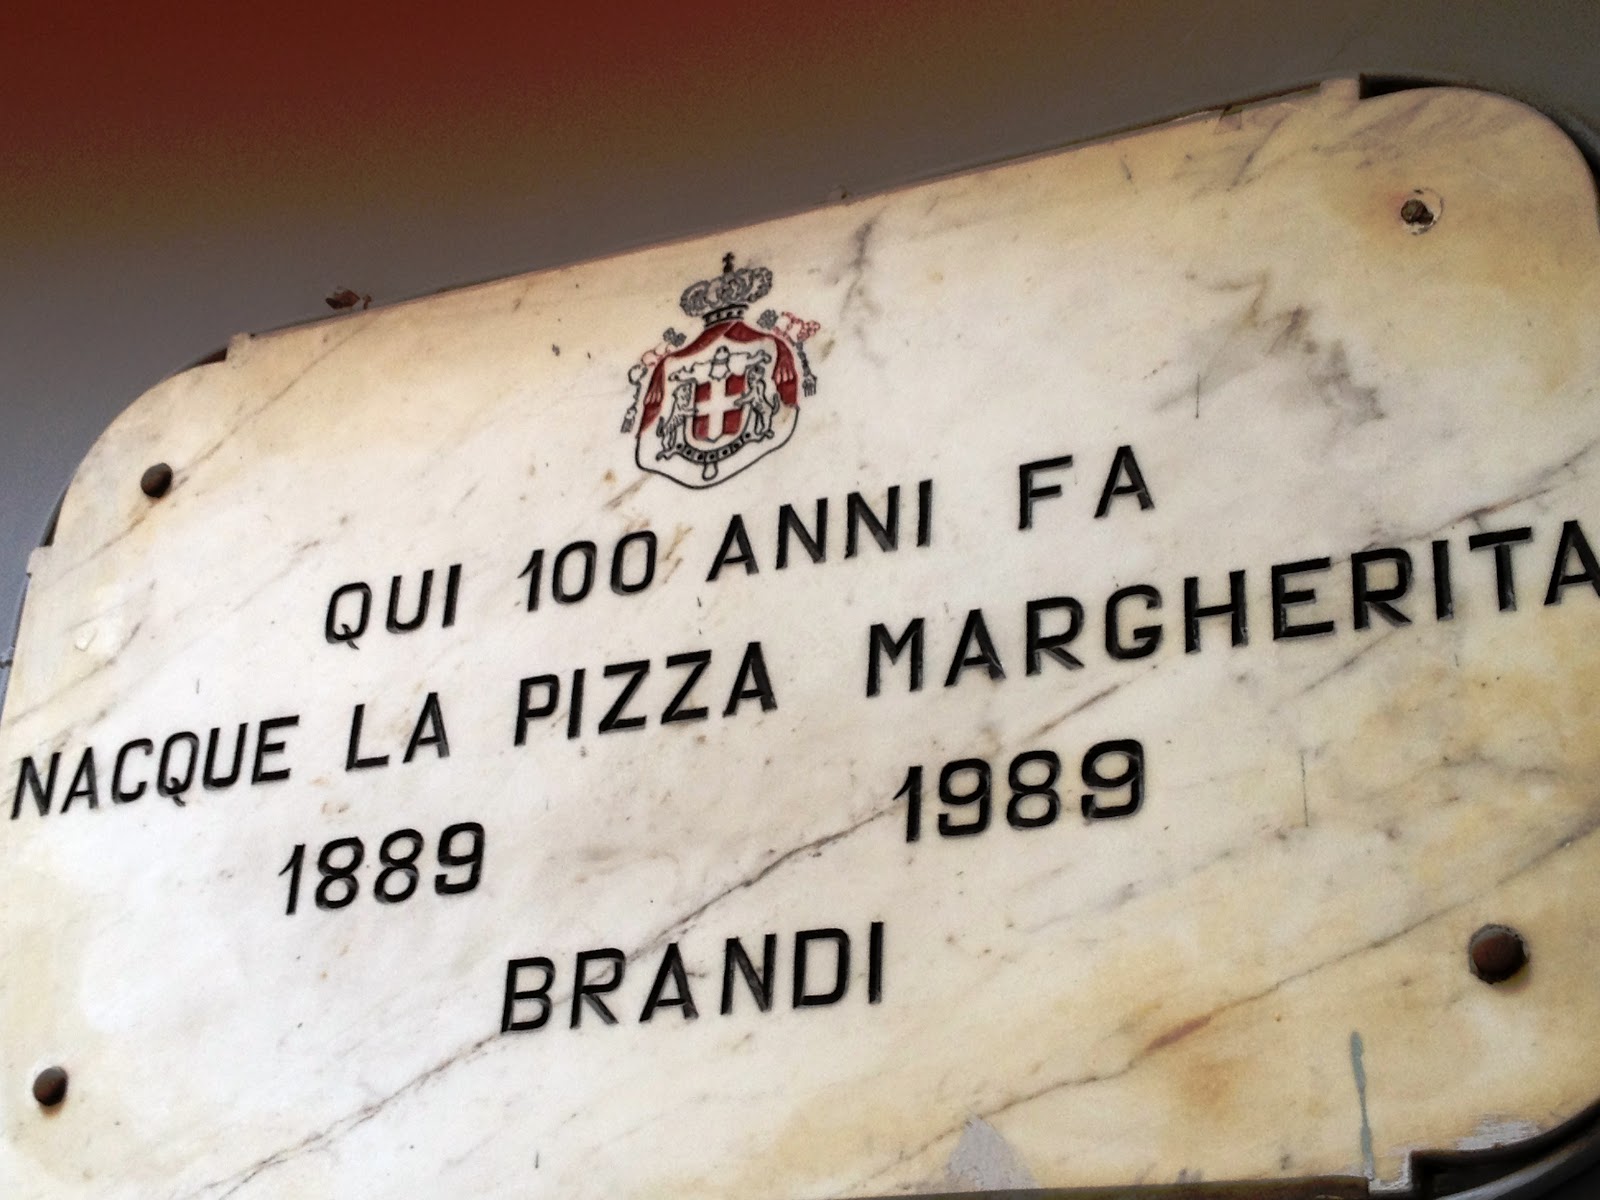 QUI 100 ANNI FA
NACQUE LA PIZZA MARGHERITA
1889 1989
BRANDI